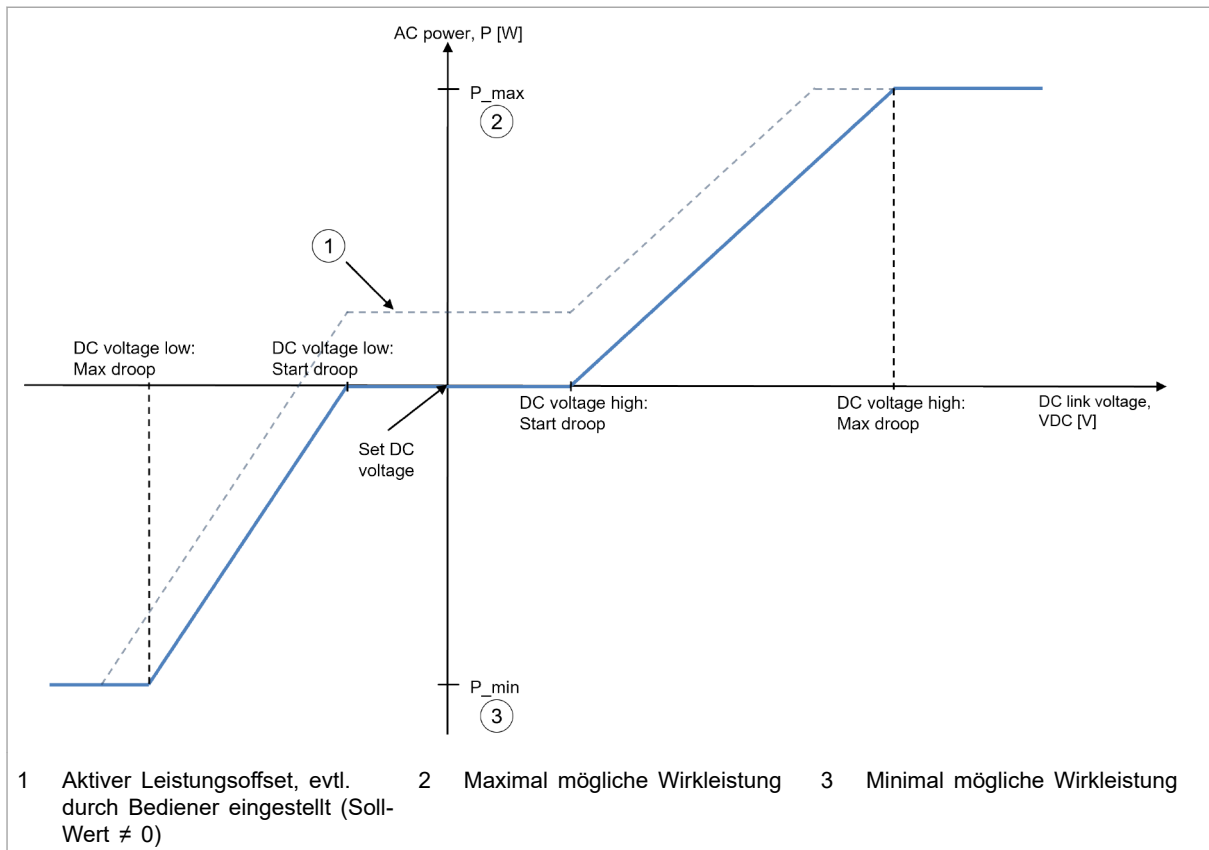 AC power, P [W]
P_max
2
1
DC voltage low:
Max droop
DC voltage low:
Start droop
DC voltage high:
Start droop
DC voltage high:
Max droop
DC link voltage,
VDC [V]
Set DC
voltage
P_min
3
1 Aktiver Leistungsoffset, evtl.
durch Bediener eingestellt (Soll-
Wert ≠ 0)
2 Maximal mögliche Wirkleistung
3 Minimal mögliche Wirkleistung